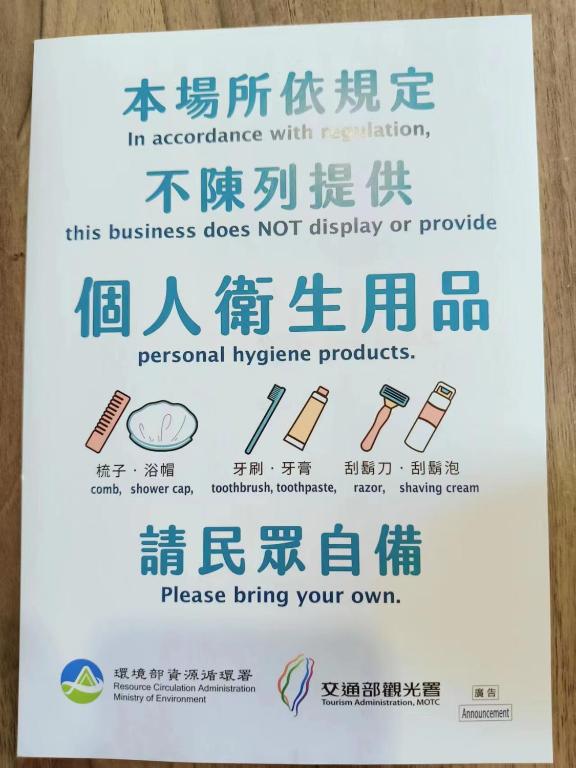 本場所依規定
In accordance with regulation,
不陳列提供
this business does NOT display or provide
個人衛生用品
personal hygiene products.
梳子・浴帽 牙刷・牙膏 刮鬍刀・刮鬍泡
comb, shower cap, toothbrush, toothpaste, razor, shaving cream
請民眾自備
Please bring your own.
環境部資源循環署
Resource Circulation Administration
Ministry of Environment
交通部觀光署
Tourism Administration, MOTC
廣告
Announcement